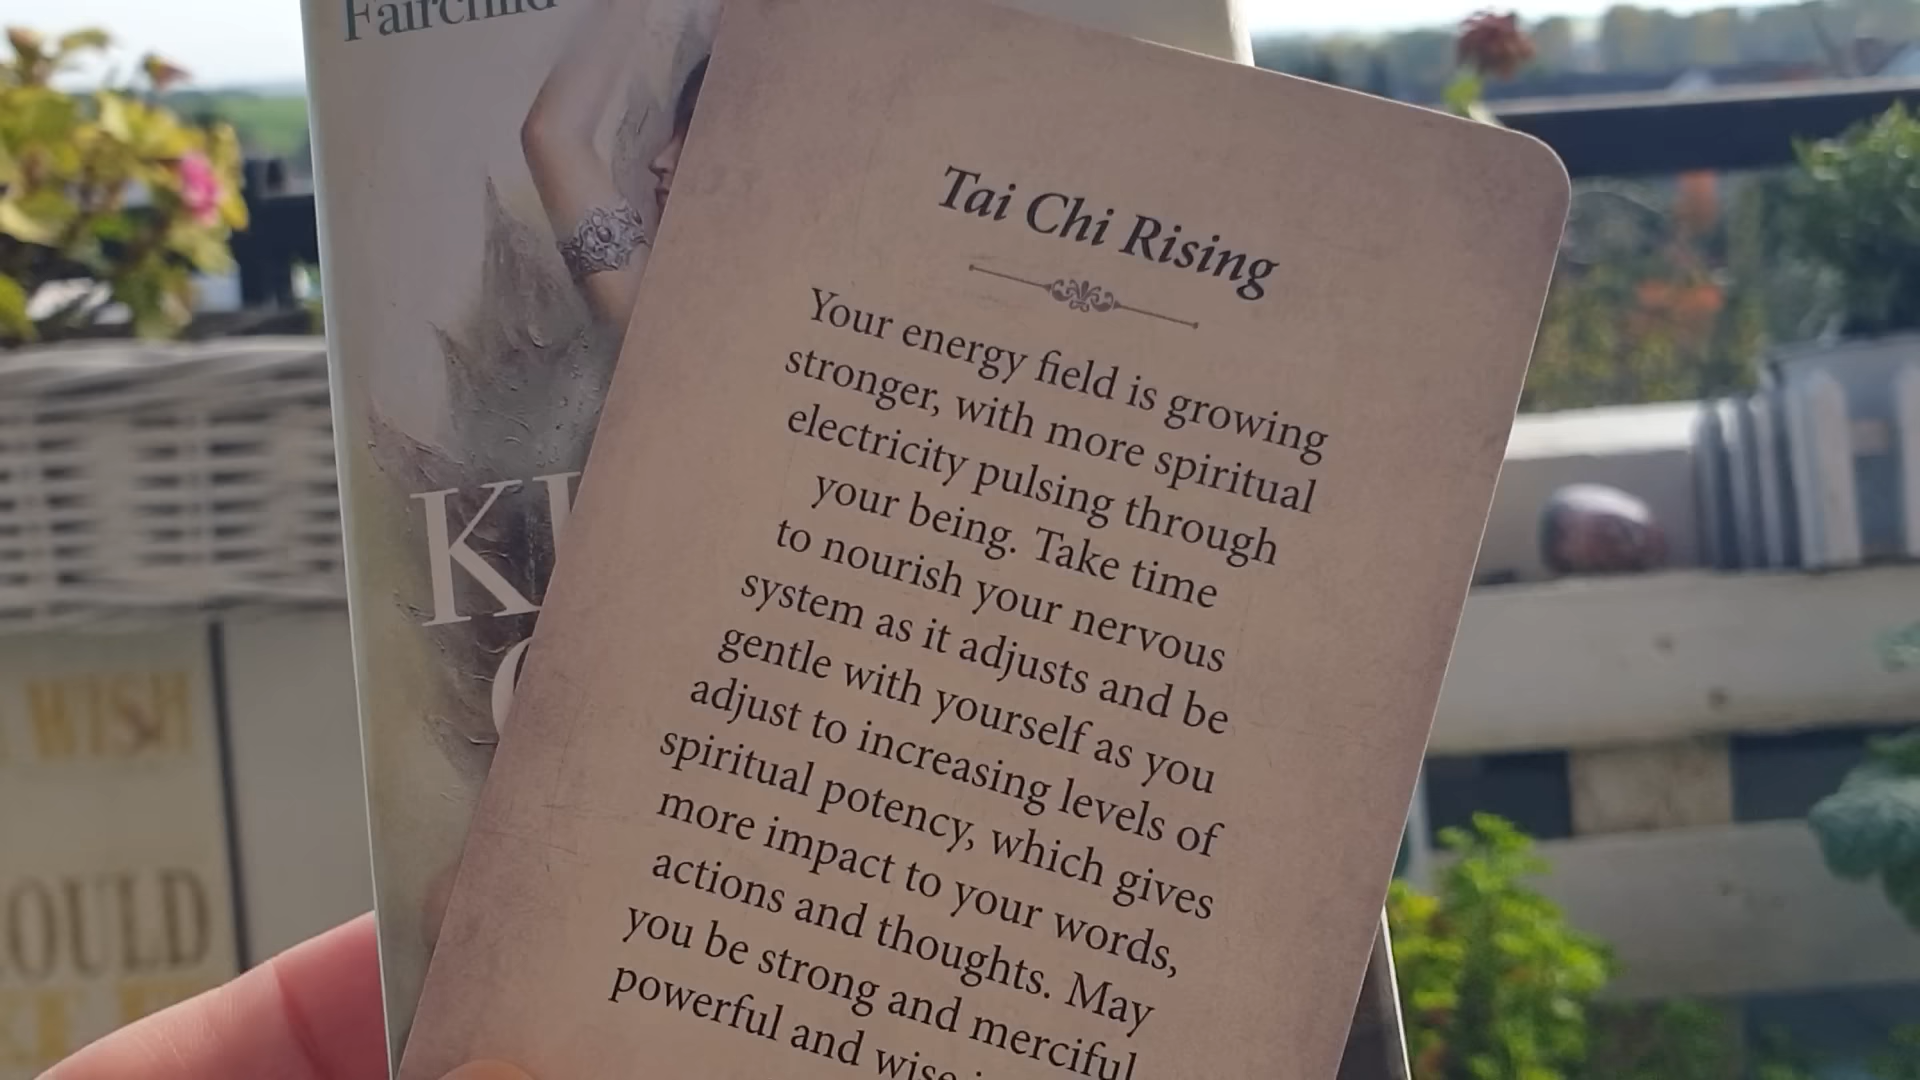 Fairchild
KI
Tai Chi Rising
Your energy field is growing
stronger, with more spiritual
electricity pulsing through
your being. Take time
to nourish your nervous
system as it adjusts and be
gentle with yourself as you
adjust to increasing levels of
spiritual potency, which gives
more impact to your words,
actions and thoughts. May
you be strong and merciful
powerful and wise
WISH
OULD